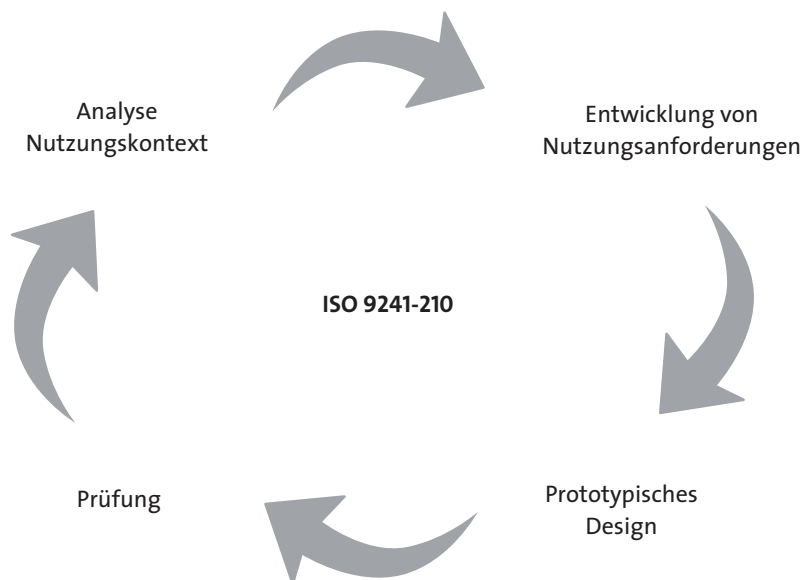 Analyse
Nutzungskontext
Entwicklung von
Nutzungsanforderungen
ISO 9241-210
Prüfung
Prototypisches
Design